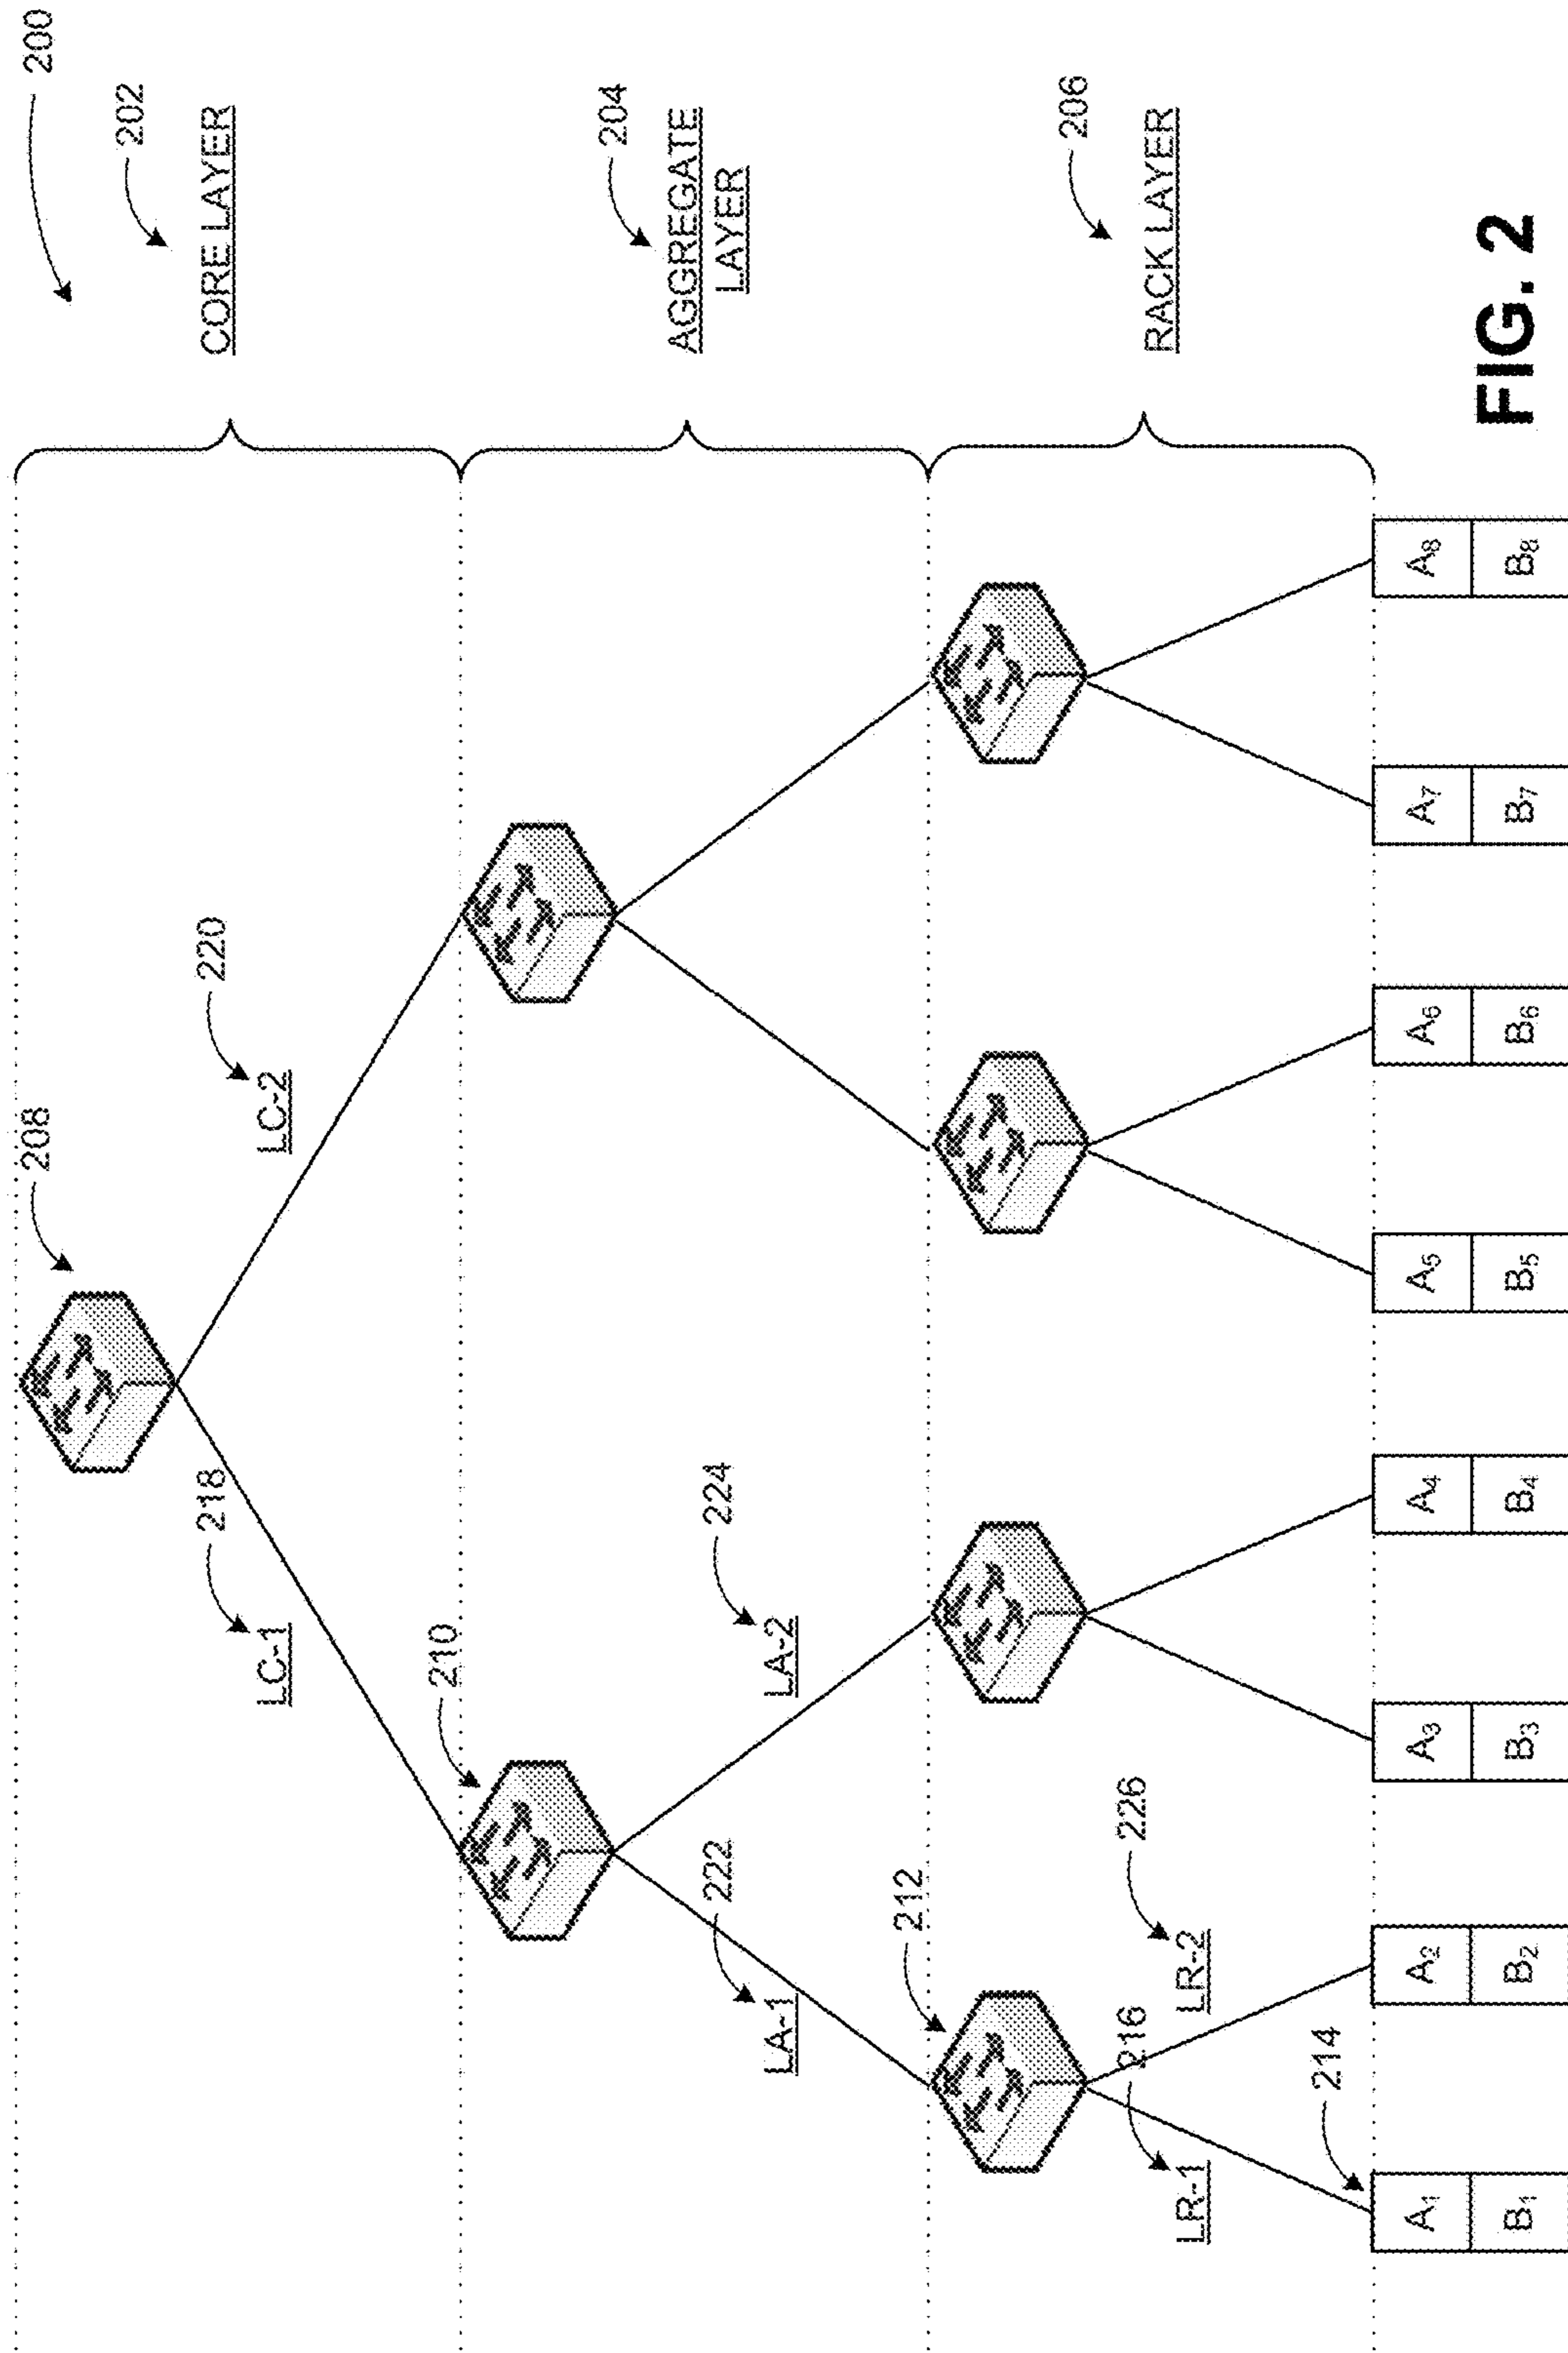 200
202
CORE LAYER
208
218
LC-1
220
LC-2
204
AGGREGATE
LAYER
210
222
LA-1
224
LA-2
206
RACK LAYER
212
216
LR-1
226
LR-2
214
A1 A2 A3 A4 A5 A6 A7 A8
B1 B2 B3 B4 B5 B6 B7 B8
FIG. 2